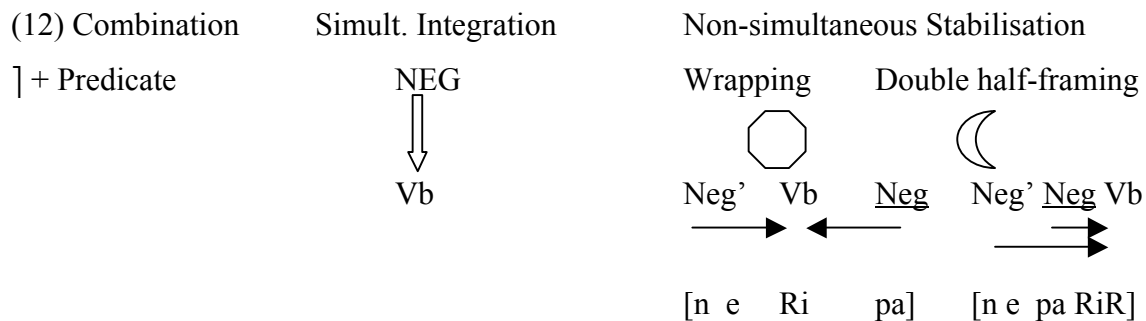 (12) Combination Simult. Integration Non-simultaneous Stabilisation
⌉ + Predicate NEG Wrapping Double half-framing
Vb Neg’ Vb Neg Neg’ Neg Vb
[n e Ri pa] [n e pa RiR]